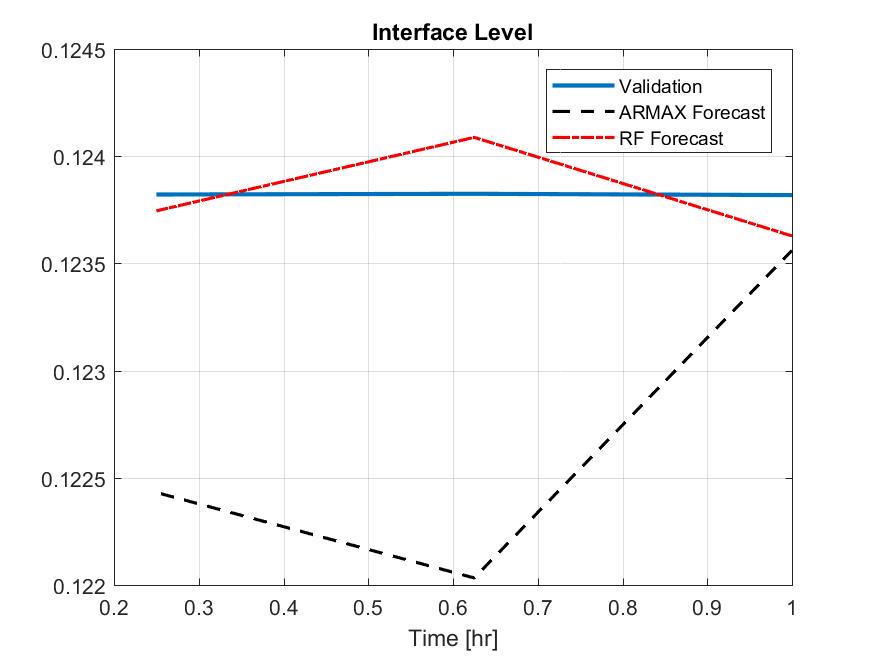 Interface Level
0.1245
0.124
0.1235
0.123
0.1225
0.122
Validation
ARMAX Forecast
RF Forecast
0.2 0.3 0.4 0.5 0.6 0.7 0.8 0.9 1
Time [hr]